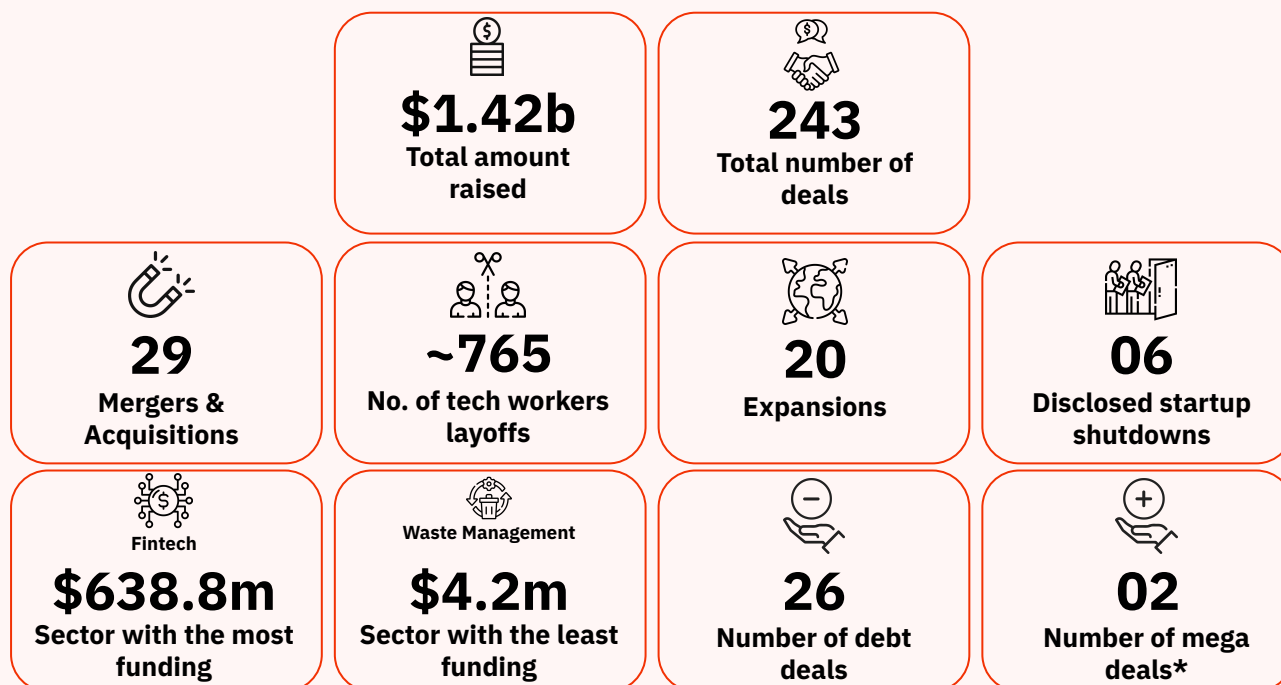 $1.42b
Total amount
raised
243
Total number of
deals
29
Mergers &
Acquisitions
~765
No. of tech workers
layoffs
20
Expansions
06
Disclosed startup
shutdowns
Fintech
$638.8m
Sector with the most
funding
Waste Management
$4.2m
Sector with the least
funding
26
Number of debt
deals
02
Number of mega
deals*